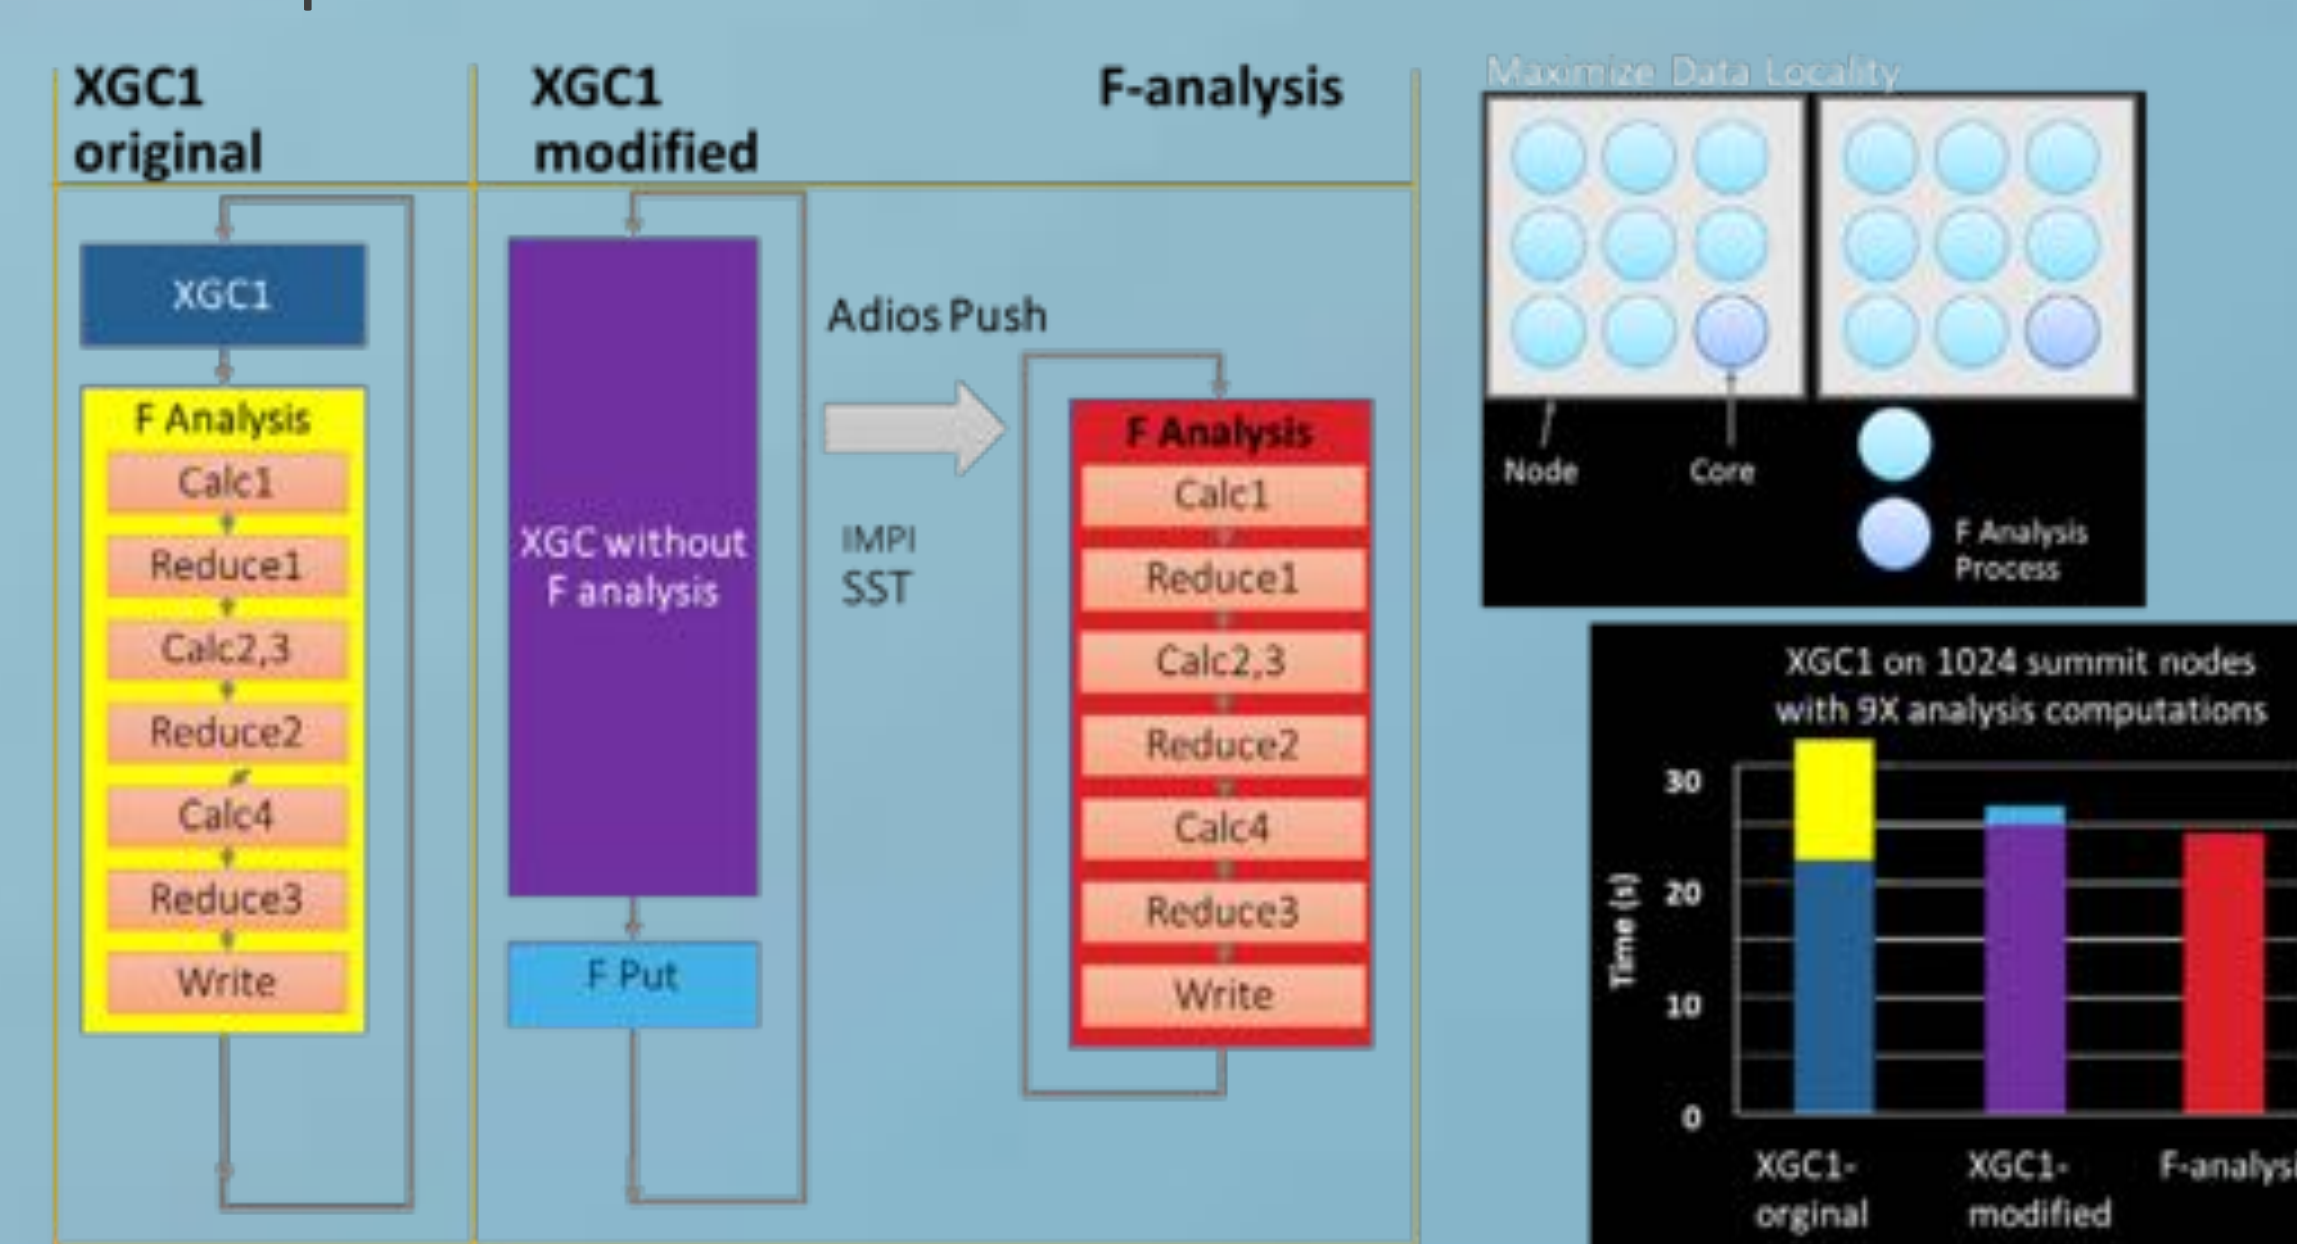 XGC1
original
XGC1
modified
F-analysis
XGC1
F Analysis
Calc1
Reduce1
Calc2,3
Reduce2
Calc4
Reduce3
Write
XGC without
F analysis
F Put
Adios Push
IMPI
SST
F Analysis
Calc1
Reduce1
Calc2,3
Reduce2
Calc4
Reduce3
Write
Maximize Data Locality
Node
Core
F Analysis
Process
XGC1 on 1024 summit nodes
with 9X analysis computations
Time (s)
30
20
10
0
XGC1-
orginal
XGC1-
modified
F-analysi